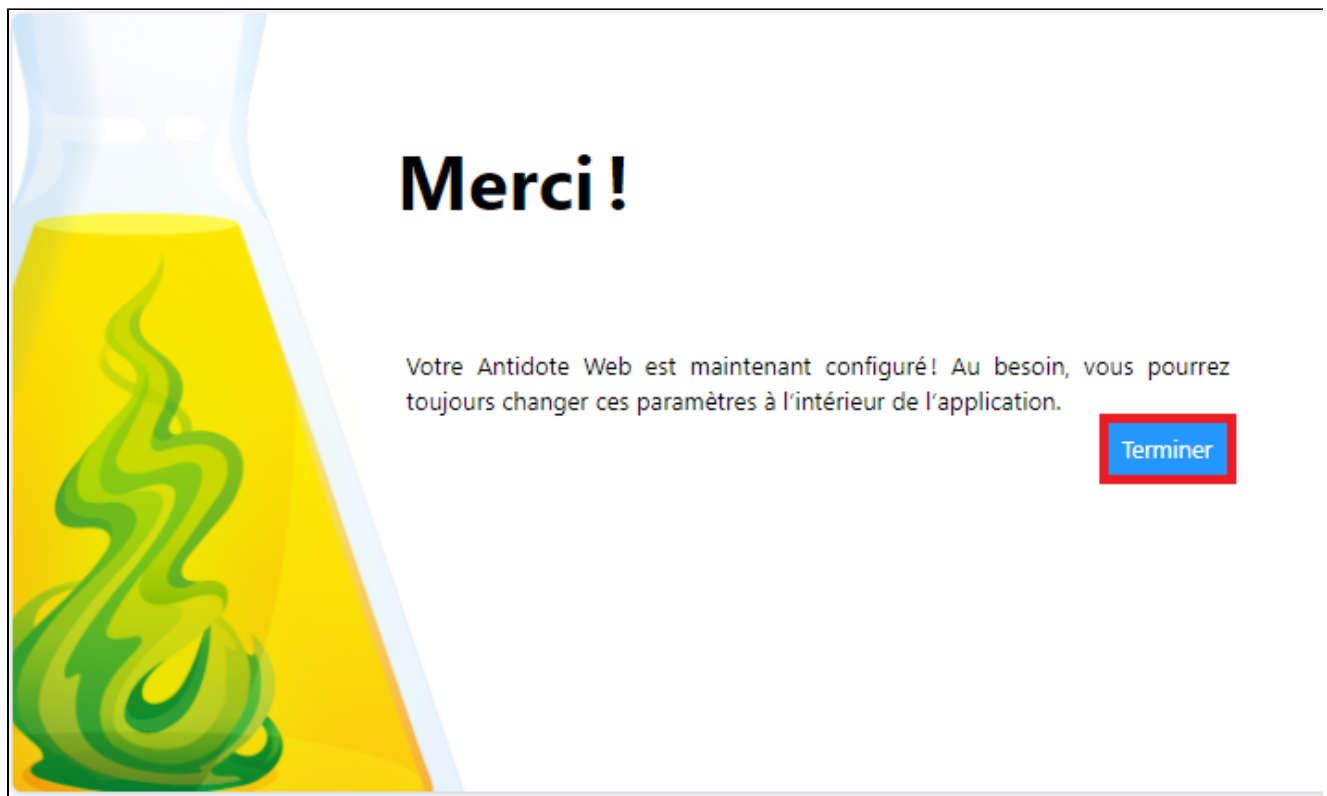 Merci !
Votre Antidote Web est maintenant configuré! Au besoin, vous pourrez
toujours changer ces paramètres à l’intérieur de l’application.
Terminer